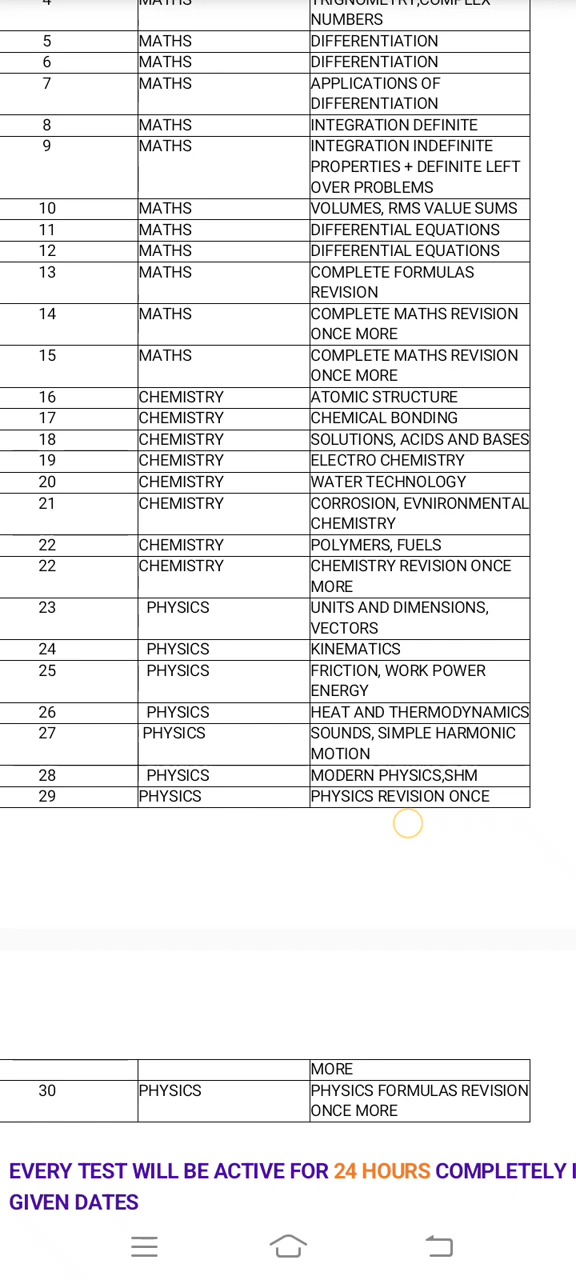 4 MATHS TRIGNOMETRY,COMPLEX
NUMBERS
5 MATHS DIFFERENTIATION
6 MATHS DIFFERENTIATION
7 MATHS APPLICATIONS OF
DIFFERENTIATION
8 MATHS INTEGRATION DEFINITE
9 MATHS INTEGRATION INDEFINITE
PROPERTIES + DEFINITE LEFT
OVER PROBLEMS
10 MATHS VOLUMES, RMS VALUE SUMS
11 MATHS DIFFERENTIAL EQUATIONS
12 MATHS DIFFERENTIAL EQUATIONS
13 MATHS COMPLETE FORMULAS
REVISION
14 MATHS COMPLETE MATHS REVISION
ONCE MORE
15 MATHS COMPLETE MATHS REVISION
ONCE MORE
16 CHEMISTRY ATOMIC STRUCTURE
17 CHEMISTRY CHEMICAL BONDING
18 CHEMISTRY SOLUTIONS, ACIDS AND BASES
19 CHEMISTRY ELECTRO CHEMISTRY
20 CHEMISTRY WATER TECHNOLOGY
21 CHEMISTRY CORROSION, EVNIRONMENTAL
CHEMISTRY
22 CHEMISTRY POLYMERS, FUELS
22 CHEMISTRY CHEMISTRY REVISION ONCE
MORE
23 PHYSICS UNITS AND DIMENSIONS,
VECTORS
24 PHYSICS KINEMATICS
25 PHYSICS FRICTION, WORK POWER
ENERGY
26 PHYSICS HEAT AND THERMODYNAMICS
27 PHYSICS SOUNDS, SIMPLE HARMONIC
MOTION
28 PHYSICS MODERN PHYSICS,SHM
29 PHYSICS PHYSICS REVISION ONCE
MORE
30 PHYSICS PHYSICS FORMULAS REVISION
ONCE MORE
EVERY TEST WILL BE ACTIVE FOR 24 HOURS COMPLETELY
GIVEN DATES